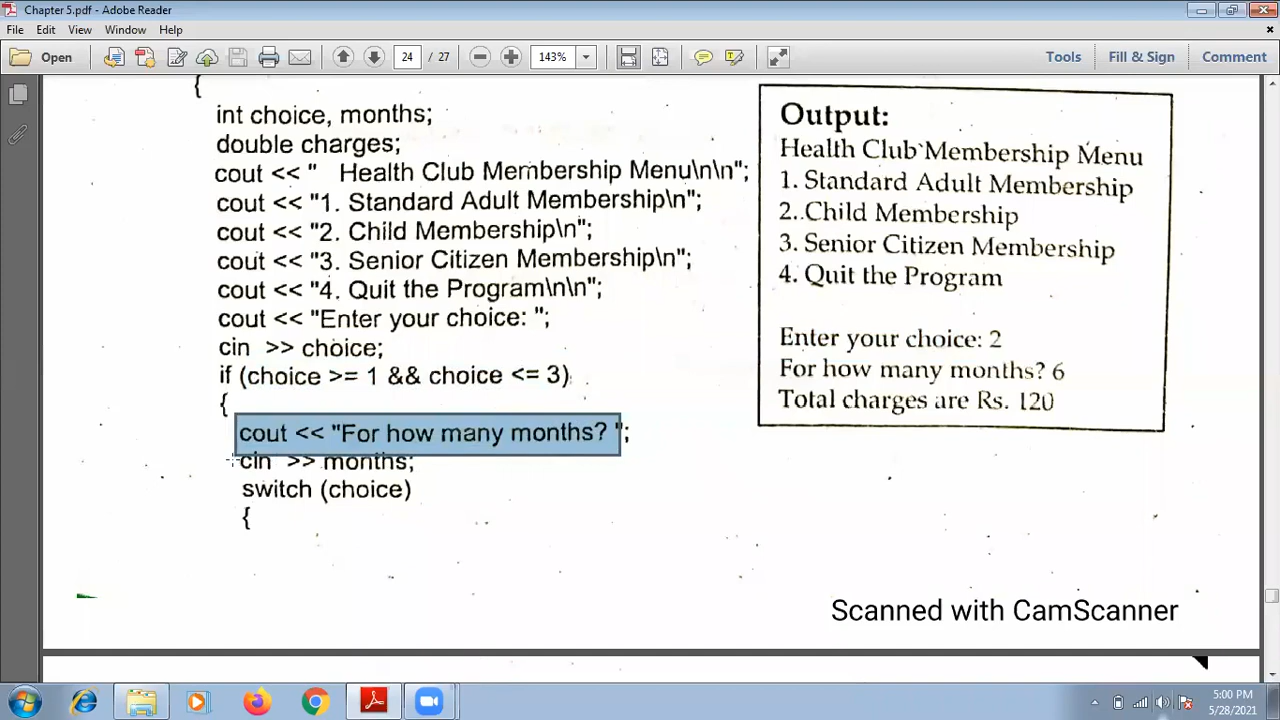 Chapter 5.pdf - Adobe Reader
File Edit View Window Help
Open 24 / 27 143% Tools Fill & Sign Comment
{
int choice, months;
double charges;
cout << "   Health Club Membership Menu\n\n";
cout << "1. Standard Adult Membership\n";
cout << "2. Child Membership\n";
cout << "3. Senior Citizen Membership\n";
cout << "4. Quit the Program\n\n";
cout << "Enter your choice: ";
cin >> choice;
if (choice >= 1 && choice <= 3)
{
cout << "For how many months? ";
cin >> months;
switch (choice)
{
Output:
Health Club Membership Menu
1. Standard Adult Membership
2. Child Membership
3. Senior Citizen Membership
4. Quit the Program
Enter your choice: 2
For how many months? 6
Total charges are Rs. 120
Scanned with CamScanner
5:00 PM
5/28/2021